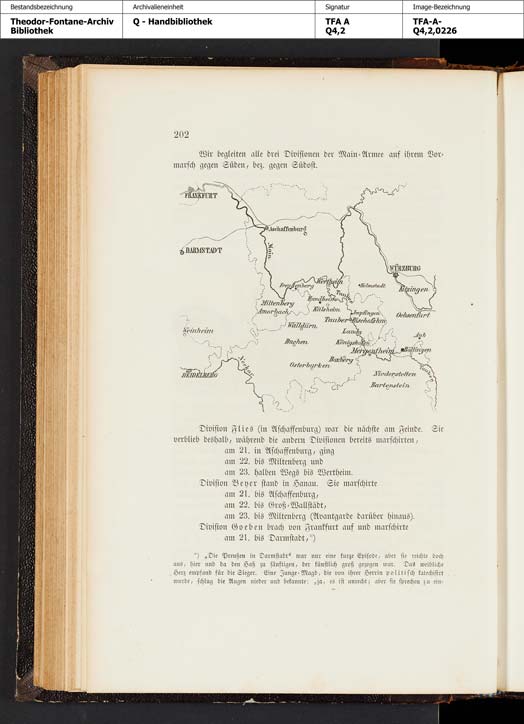 Bestandsbezeichnung Archivalieneinheit Signatur Image-Bezeichnung
Theodor-Fontane-Archiv Q - Handbibliothek TFA A TFA-A-
Bibliothek Q4,2 Q4,2,0226
202
Wir begleiten alle drei Divisionen der Main-Armee auf ihrem Vor-
marsch gegen Süden, bez. gegen Südost.
FRANKFURT
Aschaffenburg
DARMSTADT
Main
WÜRZBURG
Wertheim
Helmstadt
Kitzingen
Miltenberg
Amorbach
Hundheim
Külsheim
Tauber
Ochsenfurt
Walldürn
Bischofsheim
Weinheim
Lauda
Aub
Buchen
Königshofen
Mergentheim
Röttingen
Boxberg
Osterburken
HEIDELBERG
Neckar
Niederstetten
Bartenstein
Division Flies (in Aschaffenburg) war die nächste am Feinde. Sie
verblieb deshalb, während die andern Divisionen bereits marschirten,
am 21. in Aschaffenburg, ging
am 22. bis Miltenberg und
am 23. halben Wegs bis Wertheim.
Division Beyer stand in Hanau. Sie marschirte
am 21. bis Aschaffenburg,
am 22. bis Groß-Wallstädt,
am 23. bis Miltenberg (Avantgarde darüber hinaus).
Division Goeben brach von Frankfurt auf und marschirte
am 21. bis Darmstadt,*)
*) „Die Preußen in Darmstadt“ war nur eine kurze Episode, aber sie reichte doch
aus, hier und da den Haß zu sänftigen, der künstlich groß gezogen war. Das weibliche
Herz empfand für die Sieger. Eine Junge-Magd, die von ihrer Herrin politisch katechisirt
wurde, schlug die Augen nieder und bekannte: „ja, es ist unrecht; aber sie sprechen zu ein-